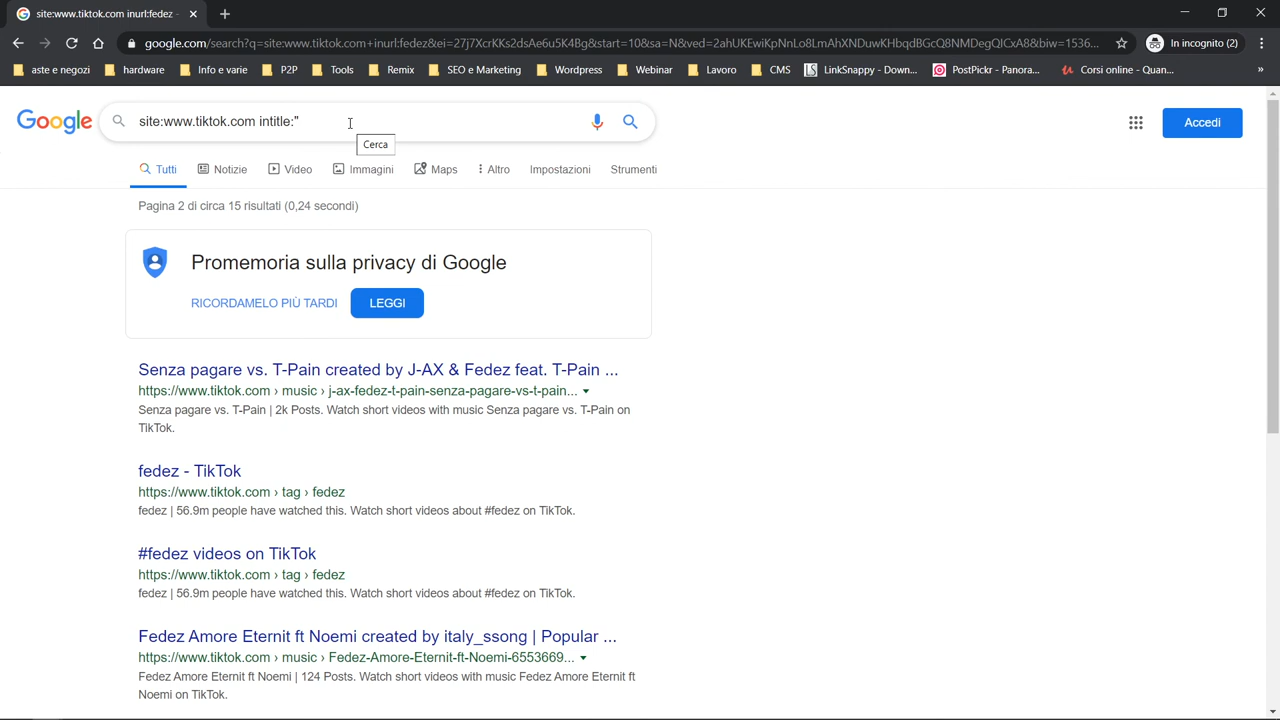 site:www.tiktok.com inurl:fedez -
google.com/search?q=site:www.tiktok.com+inurl:fedez&ei=27j7XcrKKs2dsAe6u5K4Bg&start=10&sa=N&ved=2ahUKEwiKpNnLo8LmAhXNDuwKHbqdBGcQ8NMDegQICxA8&biw=1536...
In incognito (2)
aste e negozi
hardware
Info e varie
P2P
Tools
Remix
SEO e Marketing
Wordpress
Webinar
Lavoro
CMS
LinkSnappy - Down...
PostPickr - Panora...
Corsi online - Quan...
»
Google
site:www.tiktok.com intitle:"
Accedi
Cerca
Tutti
Notizie
Video
Immagini
Maps
Altro
Impostazioni
Strumenti
Pagina 2 di circa 15 risultati (0,24 secondi)
Promemoria sulla privacy di Google
RICORDAMELO PIÙ TARDI
LEGGI
Senza pagare vs. T-Pain created by J-AX & Fedez feat. T-Pain ...
https://www.tiktok.com › music › j-ax-fedez-t-pain-senza-pagare-vs-t-pain...
Senza pagare vs. T-Pain | 2k Posts. Watch short videos with music Senza pagare vs. T-Pain on
TikTok.
fedez - TikTok
https://www.tiktok.com › tag › fedez
fedez | 56.9m people have watched this. Watch short videos about #fedez on TikTok.
#fedez videos on TikTok
https://www.tiktok.com › tag › fedez
fedez | 56.9m people have watched this. Watch short videos about #fedez on TikTok.
Fedez Amore Eternit ft Noemi created by italy_ssong | Popular ...
https://www.tiktok.com › music › Fedez-Amore-Eternit-ft-Noemi-6553669...
Fedez Amore Eternit ft Noemi | 124 Posts. Watch short videos with music Fedez Amore Eternit ft
Noemi on TikTok.